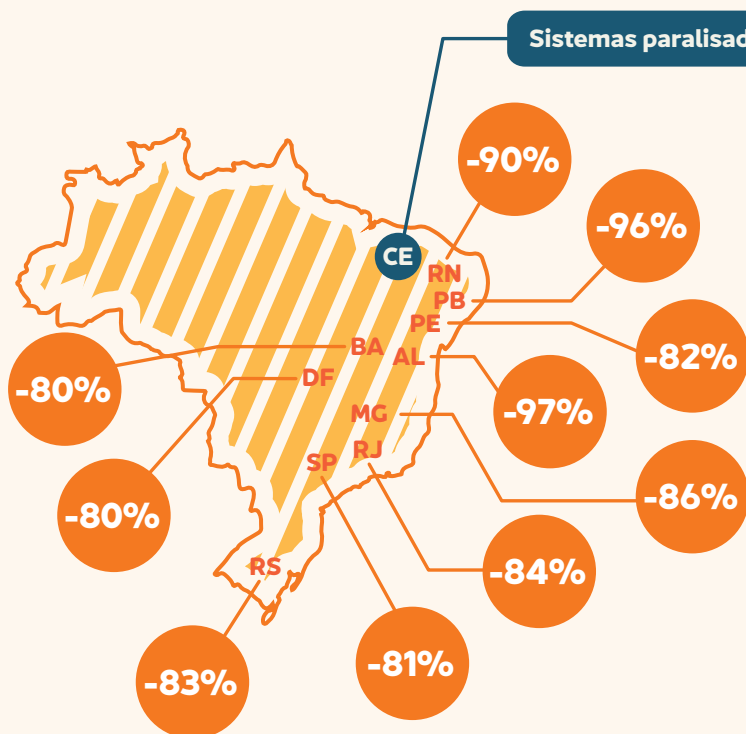 Sistemas paralisad
-90%
-96%
CE
RN
PB
PE
-82%
BA
AL
-80%
DF
-97%
MG
RJ
SP
-86%
-80%
-84%
RS
-81%
-83%